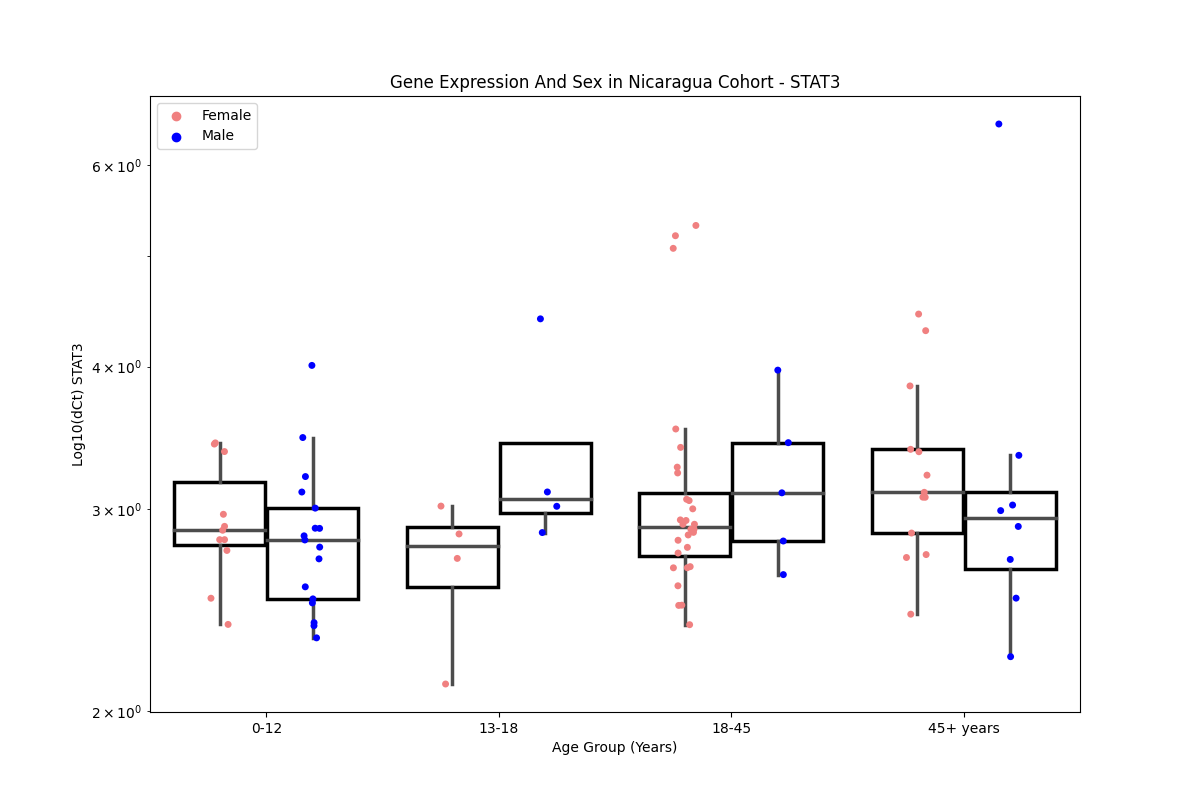 Gene Expression And Sex in Nicaragua Cohort - STAT3
Female
Male
6 × 10⁰
4 × 10⁰
3 × 10⁰
2 × 10⁰
Log10(dCt) STAT3
0-12
13-18
18-45
45+ years
Age Group (Years)